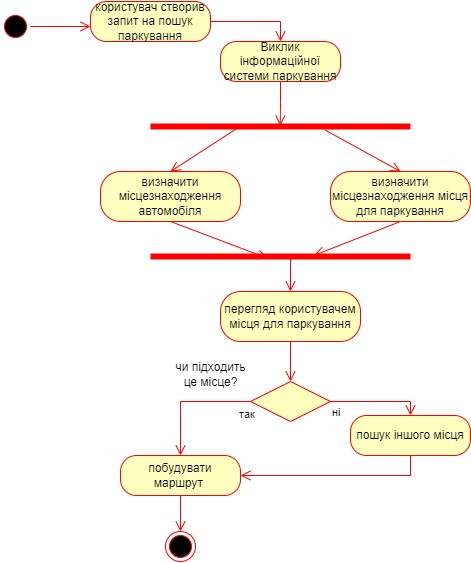 користувач створив
запит на пошук
паркування
Виклик
інформаційної
системи паркування
визначити
місцезнаходження
автомобіля
визначити
місцезнаходження місця
для паркування
перегляд користувачем
місця для паркування
чи підходить
це місце?
так
ні
пошук іншого місця
побудувати
маршрут